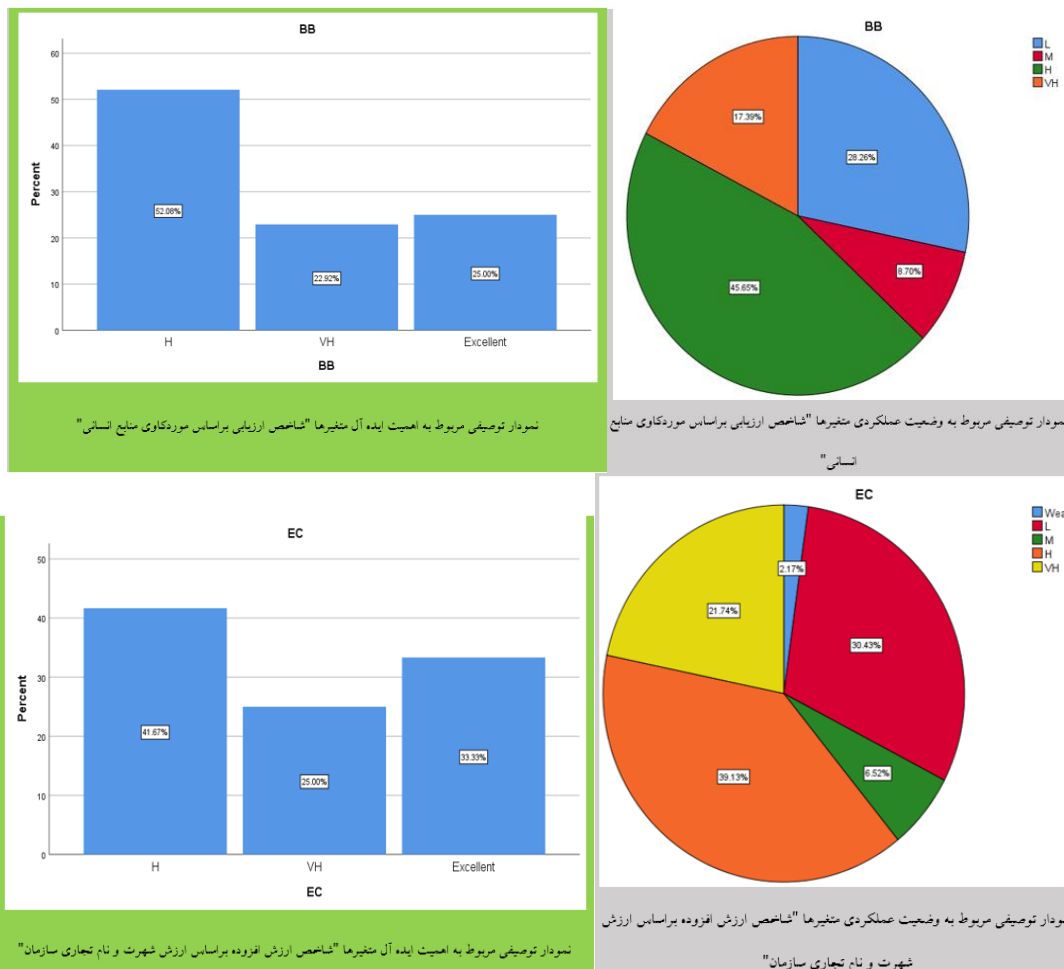 BB
Percent
60
50
40
30
20
10
0
52.08%
22.92%
25.00%
H VH Excellent
BB
نمودار توصیفی مربوط به اهمیت ایده آل متغیرها "شاخص ارزیابی براساس موردکاوی منابع انسانی"
BB
L
M
H
VH
17.39%
28.26%
8.70%
45.65%
نمودار توصیفی مربوط به وضعیت عملکردی متغیرها "شاخص ارزیابی براساس موردکاوی منابع
انسانی"
EC
Percent
50
40
30
20
10
0
41.67%
25.00%
33.33%
H VH Excellent
EC
نمودار توصیفی مربوط به اهمیت ایده آل متغیرها "شاخص ارزش افزوده براساس ارزش شهرت و نام تجاری سازمان"
EC
Wea
L
M
H
VH
2.17%
21.74%
30.43%
6.52%
39.13%
مودار توصیفی مربوط به وضعیت عملکردی متغیرها "شاخص ارزش افزوده براساس ارزش
شهرت و نام تجاری سازمان"